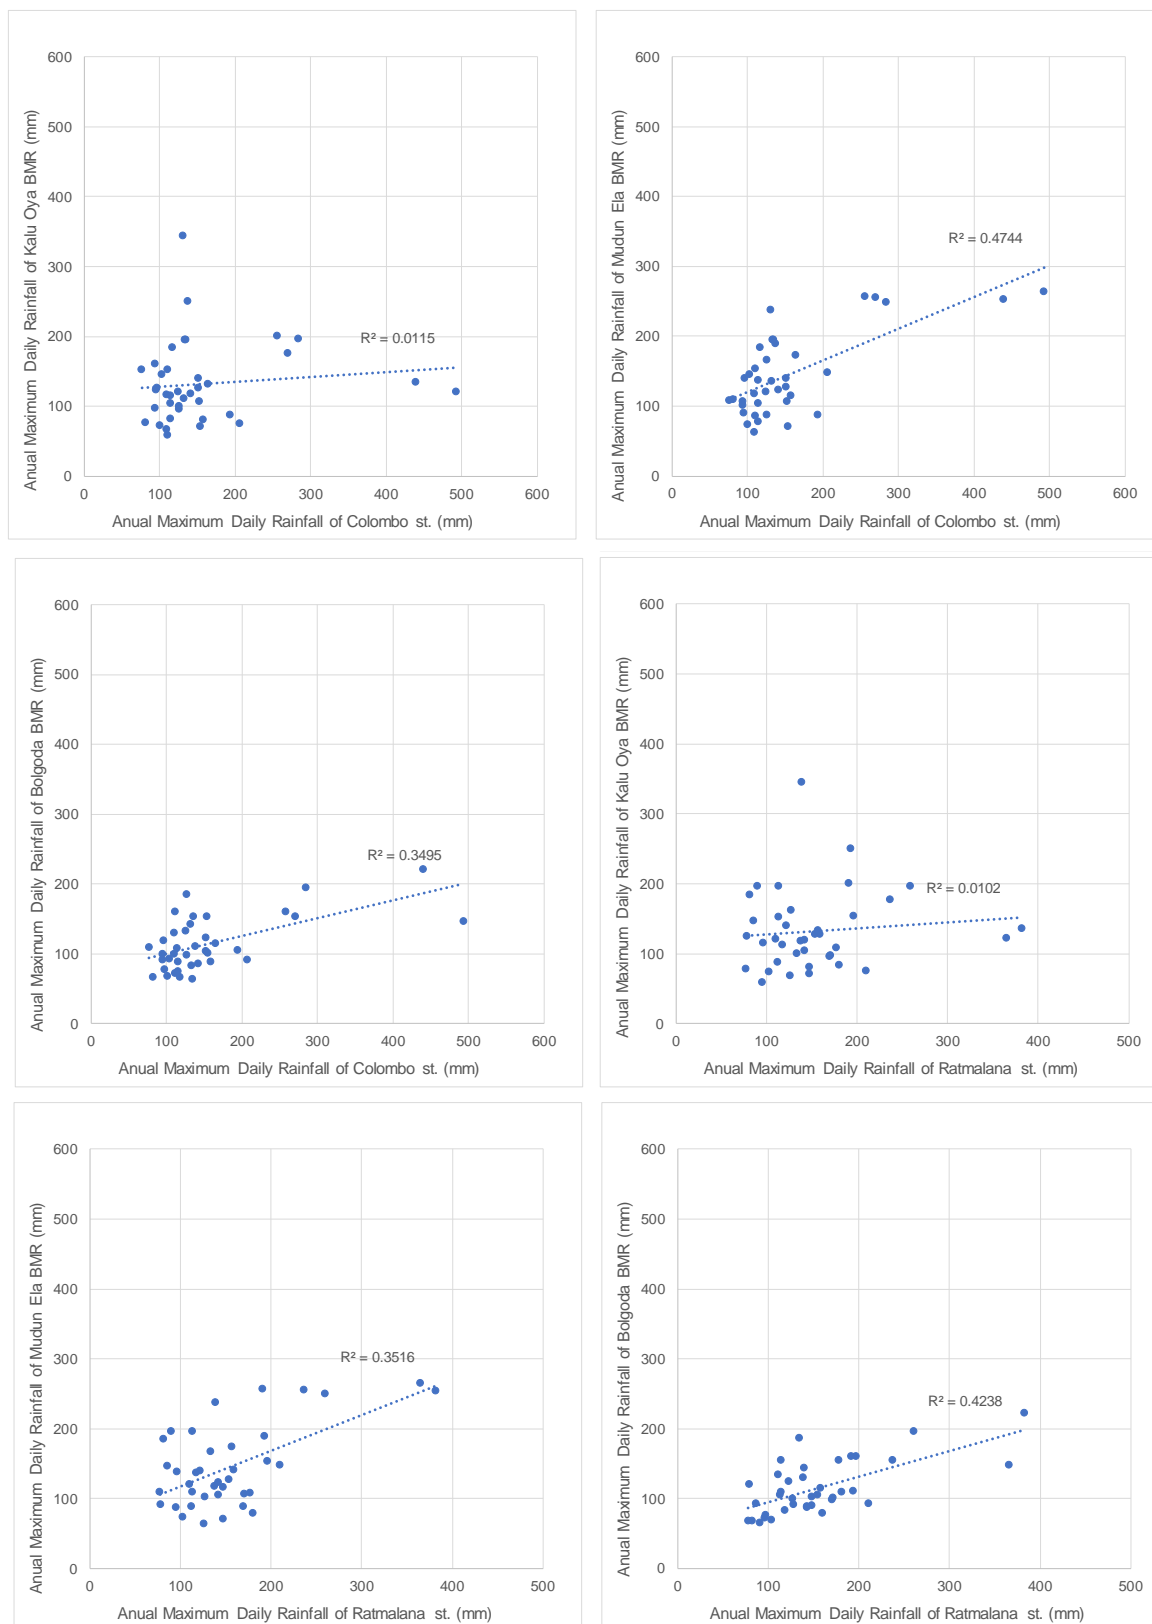 Anual Maximum Daily Rainfall of Kalu Oya BMR (mm)
600
500
400
300
200
100
0
R² = 0.0115
0 100 200 300 400 500 600
Anual Maximum Daily Rainfall of Colombo st. (mm)
Anual Maximum Daily Rainfall of Mudun Ela BMR (mm)
600
500
400
300
200
100
0
R² = 0.4744
0 100 200 300 400 500 600
Anual Maximum Daily Rainfall of Colombo st. (mm)
Anual Maximum Daily Rainfall of Bolgoda BMR (mm)
600
500
400
300
200
100
0
R² = 0.3495
0 100 200 300 400 500 600
Anual Maximum Daily Rainfall of Colombo st. (mm)
Anual Maximum Daily Rainfall of Kalu Oya BMR (mm)
600
500
400
300
200
100
0
R² = 0.0102
0 100 200 300 400 500
Anual Maximum Daily Rainfall of Ratmalana st. (mm)
Anual Maximum Daily Rainfall of Mudun Ela BMR (mm)
600
500
400
300
200
100
0
R² = 0.3516
0 100 200 300 400 500
Anual Maximum Daily Rainfall of Ratmalana st. (mm)
Anual Maximum Daily Rainfall of Bolgoda BMR (mm)
600
500
400
300
200
100
0
R² = 0.4238
0 100 200 300 400 500
Anual Maximum Daily Rainfall of Ratmalana st. (mm)